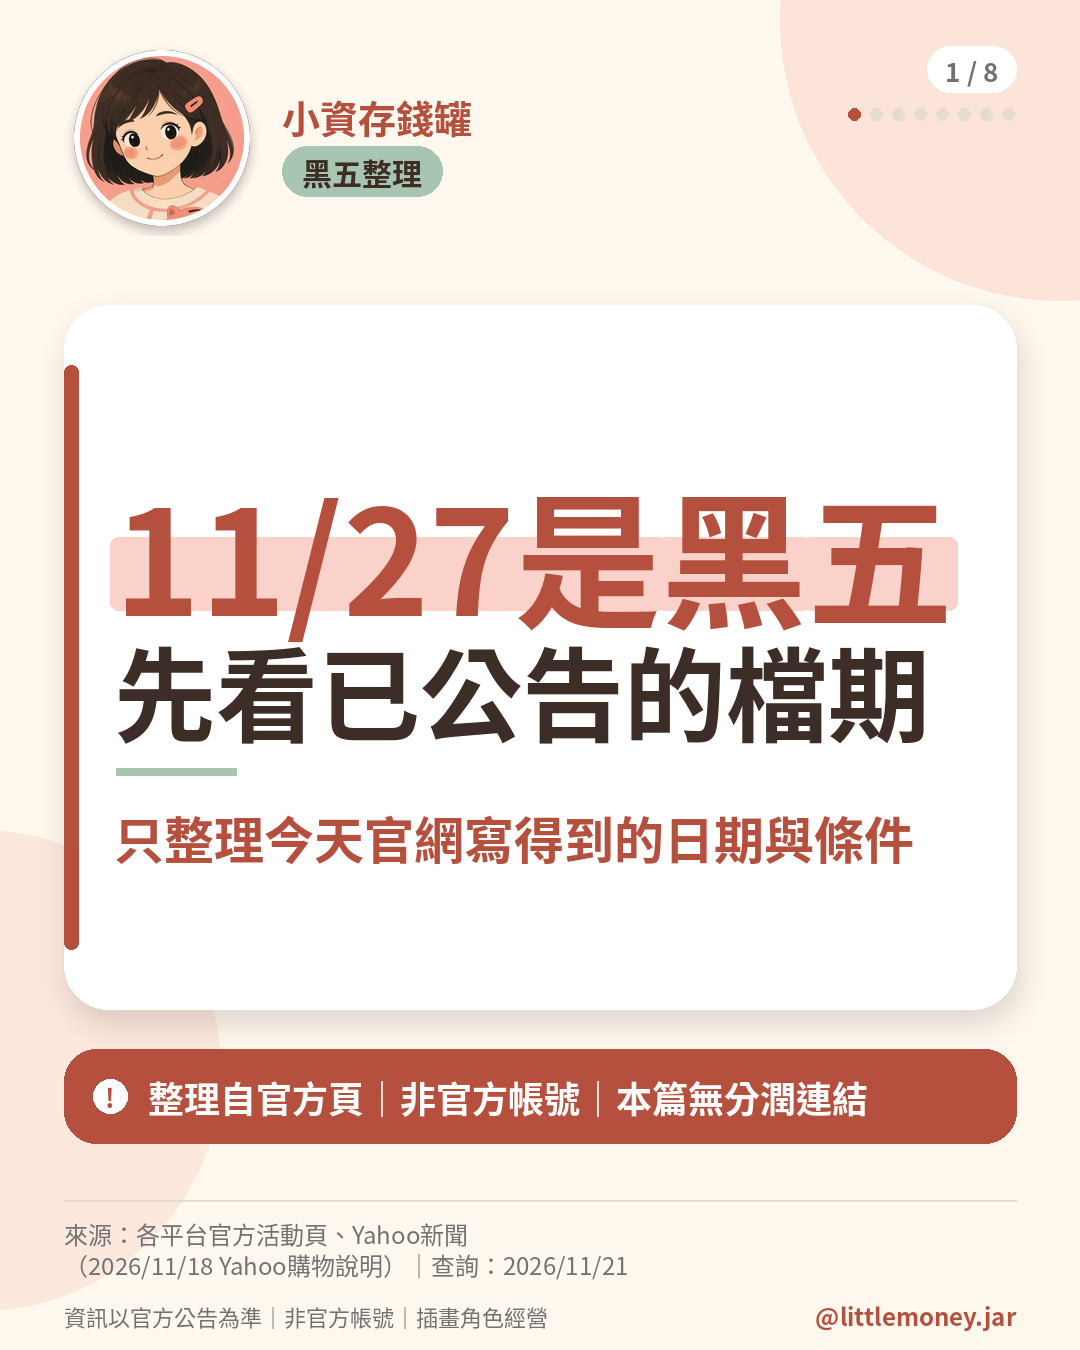 小資存錢罐
黑五整理
1 / 8
11/27是黑五
先看已公告的檔期
只整理今天官網寫得到的日期與條件
! 整理自官方頁｜非官方帳號｜本篇無分潤連結
來源：各平台官方活動頁、Yahoo新聞
（2026/11/18 Yahoo購物說明）｜查詢：2026/11/21
資訊以官方公告為準｜非官方帳號｜插畫角色經營
@littlemoney.jar